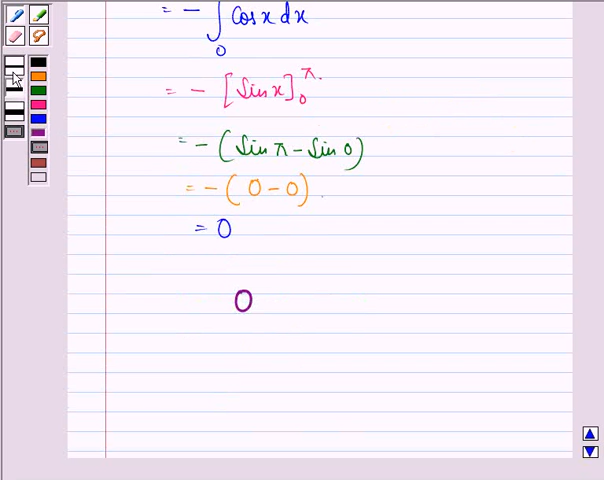 = - ∫₀ Cos x dx
= - [Sin x]₀^π.
= - (Sin π - Sin 0)
= - (0 - 0) .
= 0
0